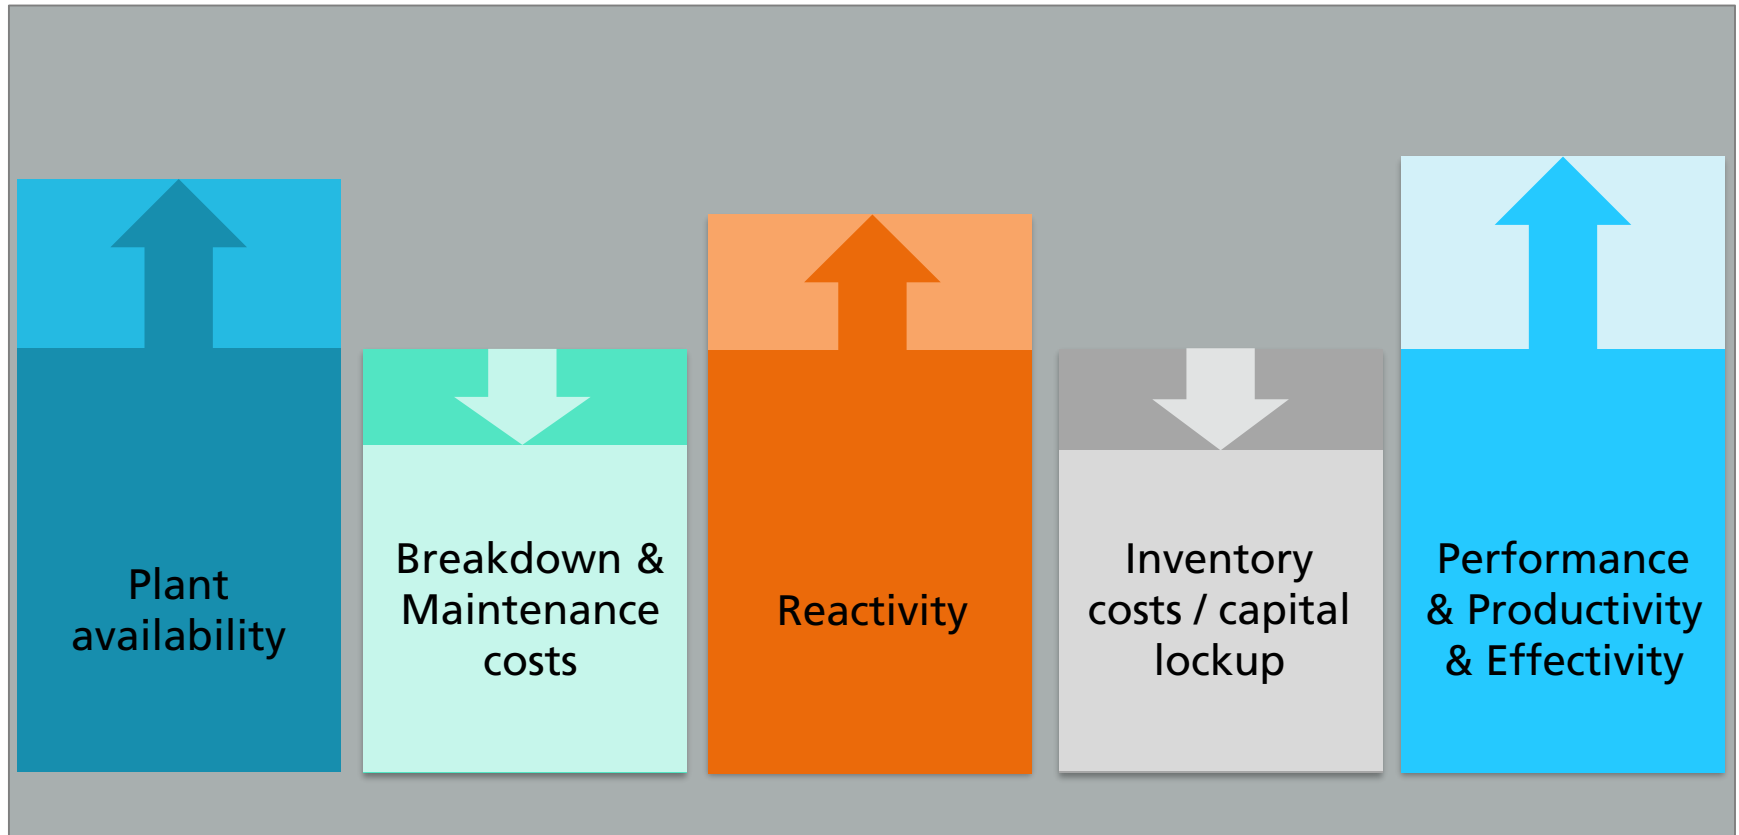 Plant
availability
Breakdown &
Maintenance
costs
Reactivity
Inventory
costs / capital
lockup
Performance
& Productivity
& Effectivity